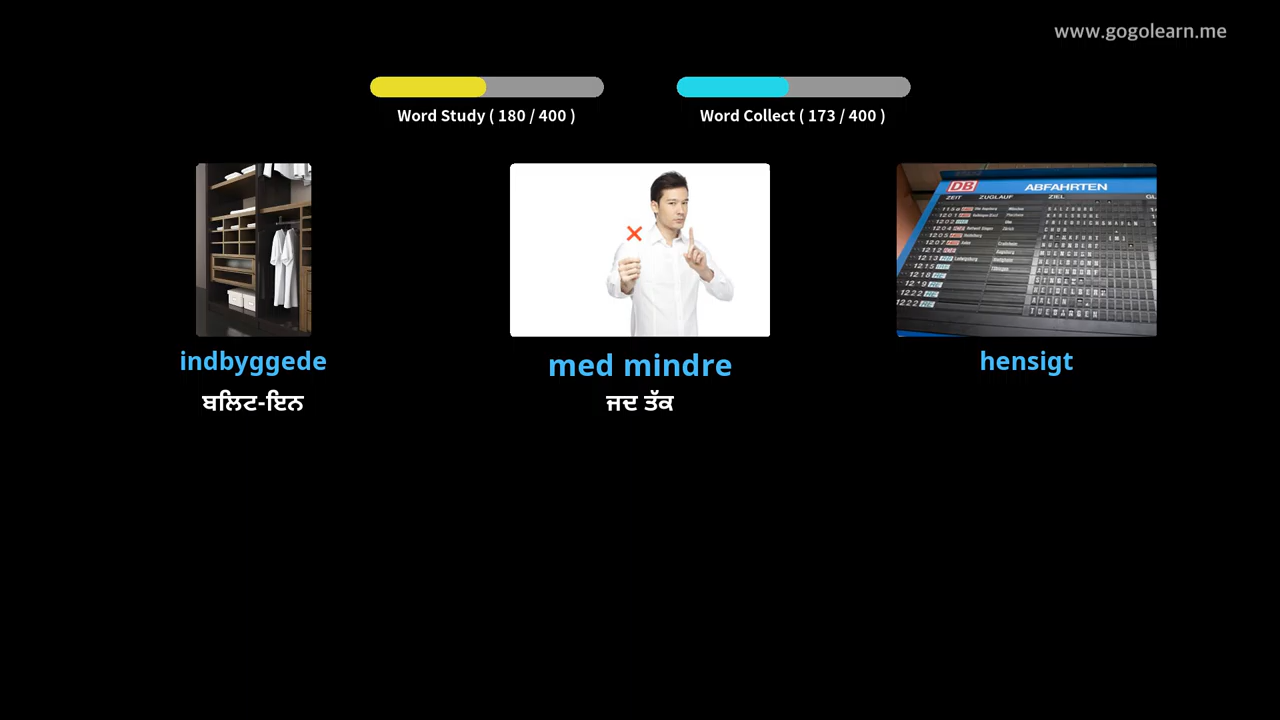 www.gogolearn.me
Word Study ( 180 / 400 )
Word Collect ( 173 / 400 )
DB ABFAHRTEN
ZEIT ZUGLAUF ZIEL
indbyggede
ਬਲਿਟ-ਇਨ
med mindre
ਜਦ ਤੱਕ
hensigt